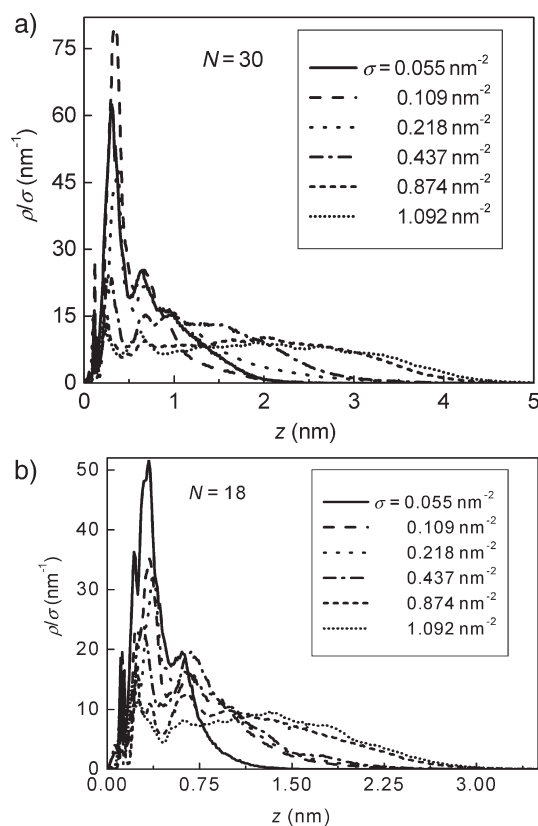 a)
N = 30
σ = 0.055 nm⁻²
0.109 nm⁻²
0.218 nm⁻²
0.437 nm⁻²
0.874 nm⁻²
1.092 nm⁻²
75
60
45
30
15
0
ρ/σ (nm⁻¹)
0 1 2 3 4 5
z (nm)
b)
N = 18
σ = 0.055 nm⁻²
0.109 nm⁻²
0.218 nm⁻²
0.437 nm⁻²
0.874 nm⁻²
1.092 nm⁻²
50
40
30
20
10
0
ρ/σ (nm⁻¹)
0.00 0.75 1.50 2.25 3.00
z (nm)